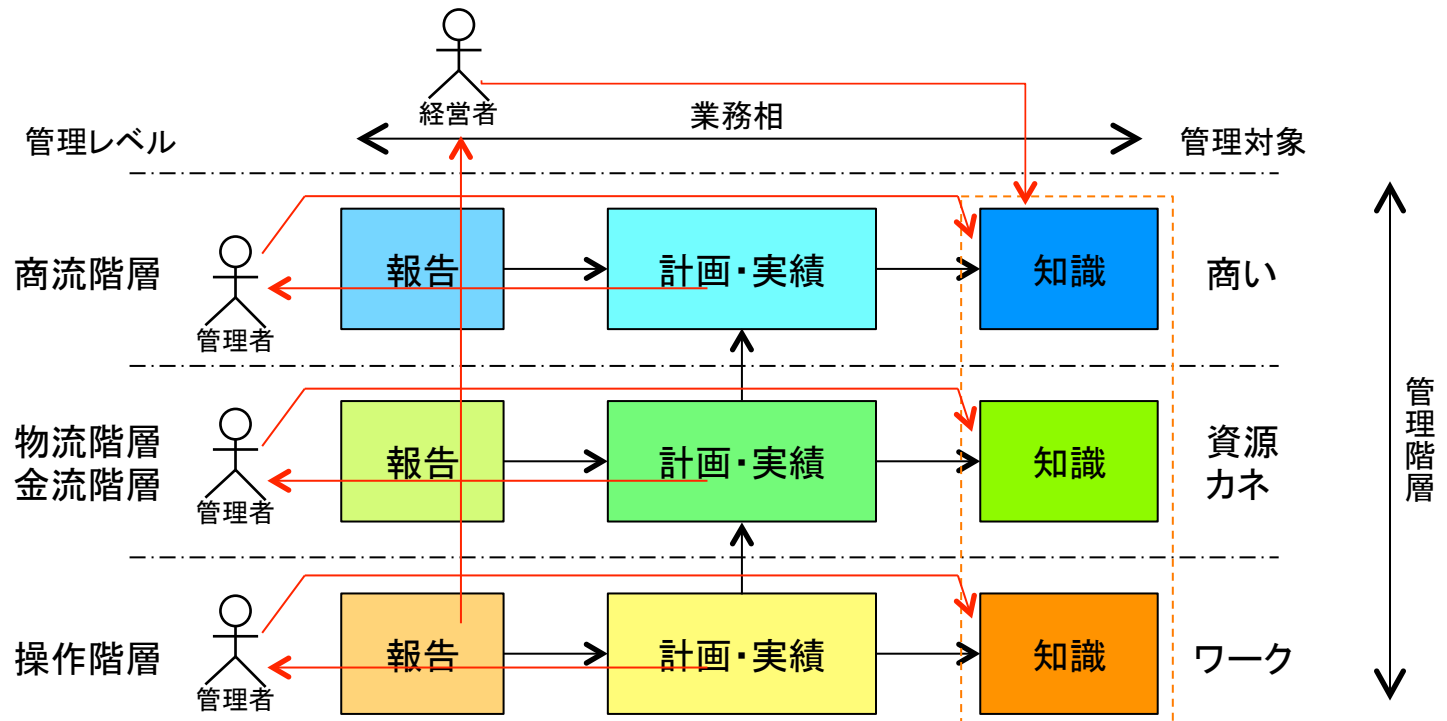 経営者
業務相
管理レベル
管理対象
商流階層
管理者
報告
計画・実績
知識
商い
物流階層
金流階層
管理者
報告
計画・実績
知識
資源
カネ
管理階層
操作階層
管理者
報告
計画・実績
知識
ワーク